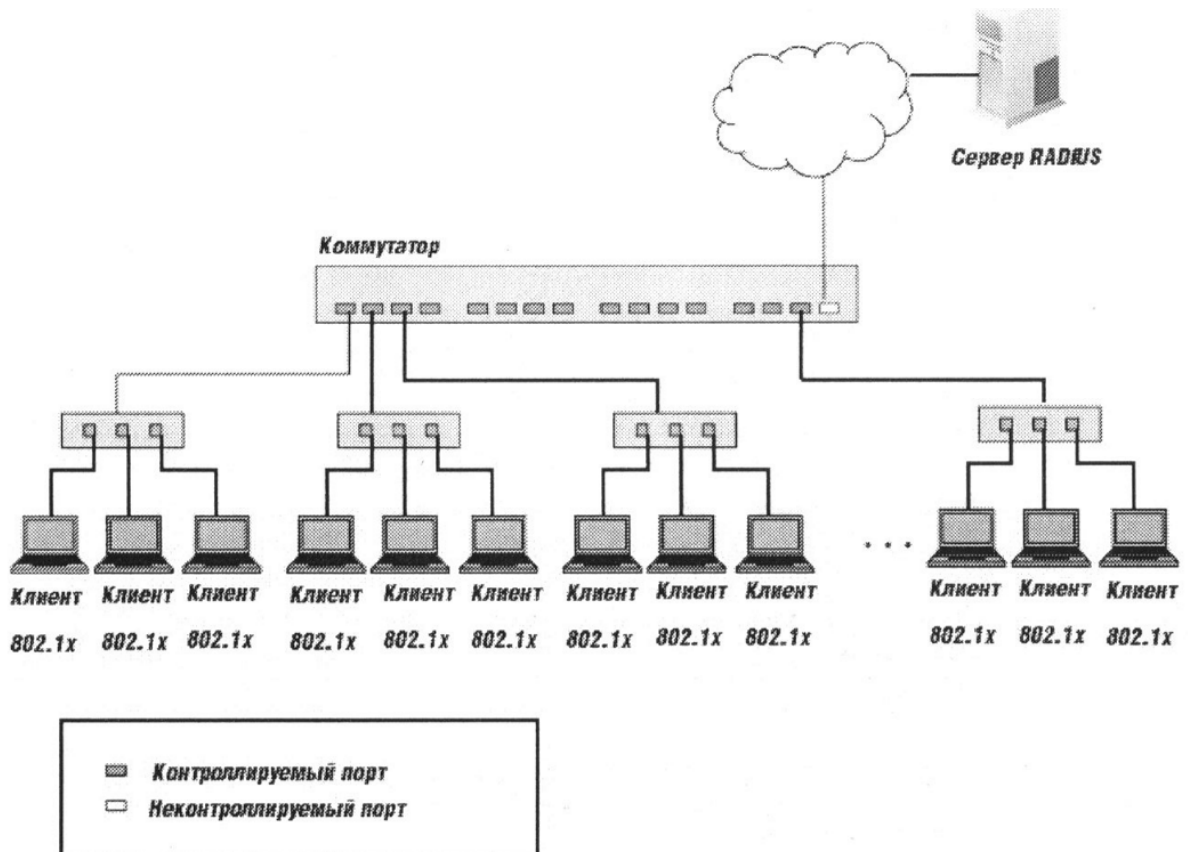 Сервер RADIUS
Коммутатор
Клиент Клиент Клиент Клиент Клиент Клиент Клиент Клиент Клиент ... Клиент Клиент Клиент
802.1x 802.1x 802.1x 802.1x 802.1x 802.1x 802.1x 802.1x 802.1x 802.1x 802.1x 802.1x
Контроллируемый порт
Неконтроллируемый порт